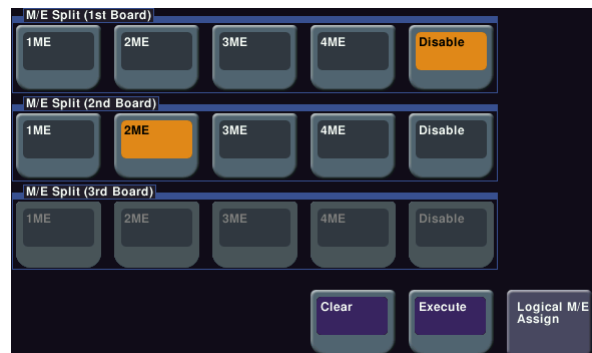 M/E Split (1st Board)
1ME 2ME 3ME 4ME Disable
M/E Split (2nd Board)
1ME 2ME 3ME 4ME Disable
M/E Split (3rd Board)
1ME 2ME 3ME 4ME Disable
Clear Execute Logical M/E
Assign